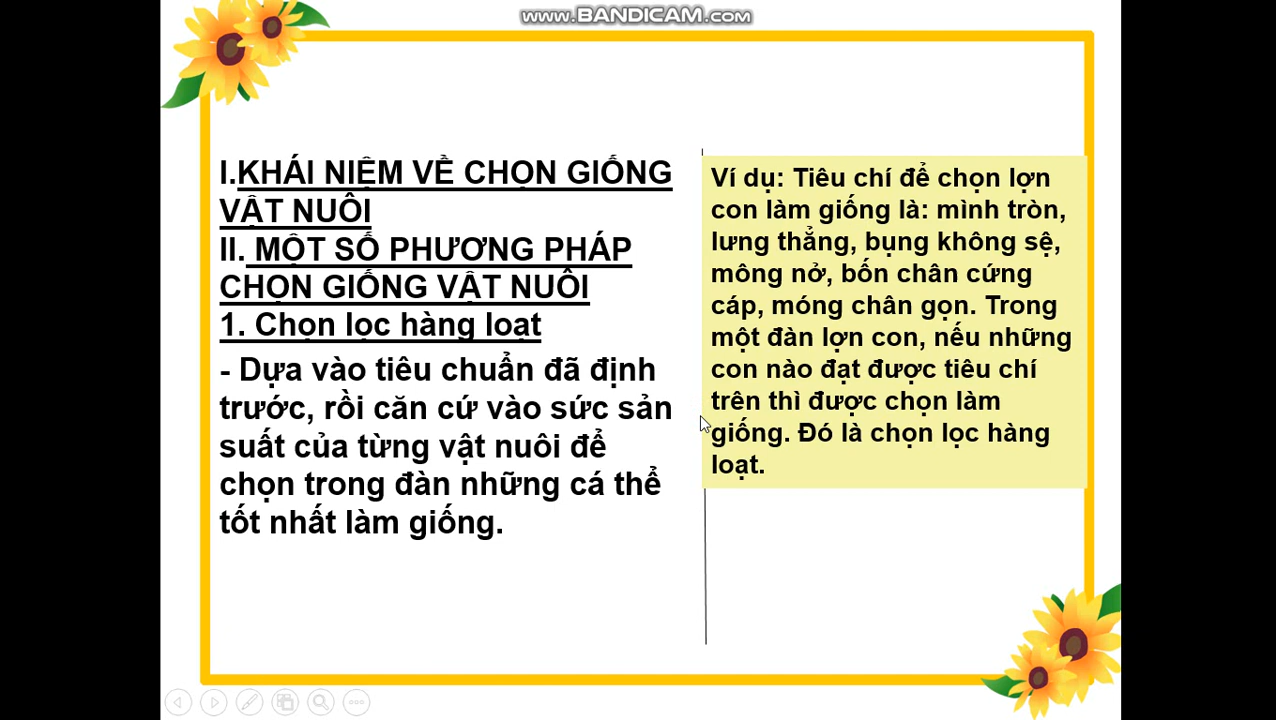 www.BANDICAM.com
I.KHÁI NIỆM VỀ CHỌN GIỐNG
VẬT NUÔI
II. MỘT SỐ PHƯƠNG PHÁP
CHỌN GIỐNG VẬT NUÔI
1. Chọn lọc hàng loạt
- Dựa vào tiêu chuẩn đã định
trước, rồi căn cứ vào sức sản
suất của từng vật nuôi để
chọn trong đàn những cá thể
tốt nhất làm giống.
Ví dụ: Tiêu chí để chọn lợn
con làm giống là: mình tròn,
lưng thẳng, bụng không sệ,
mông nở, bốn chân cứng
cáp, móng chân gọn. Trong
một đàn lợn con, nếu những
con nào đạt được tiêu chí
trên thì được chọn làm
giống. Đó là chọn lọc hàng
loạt.